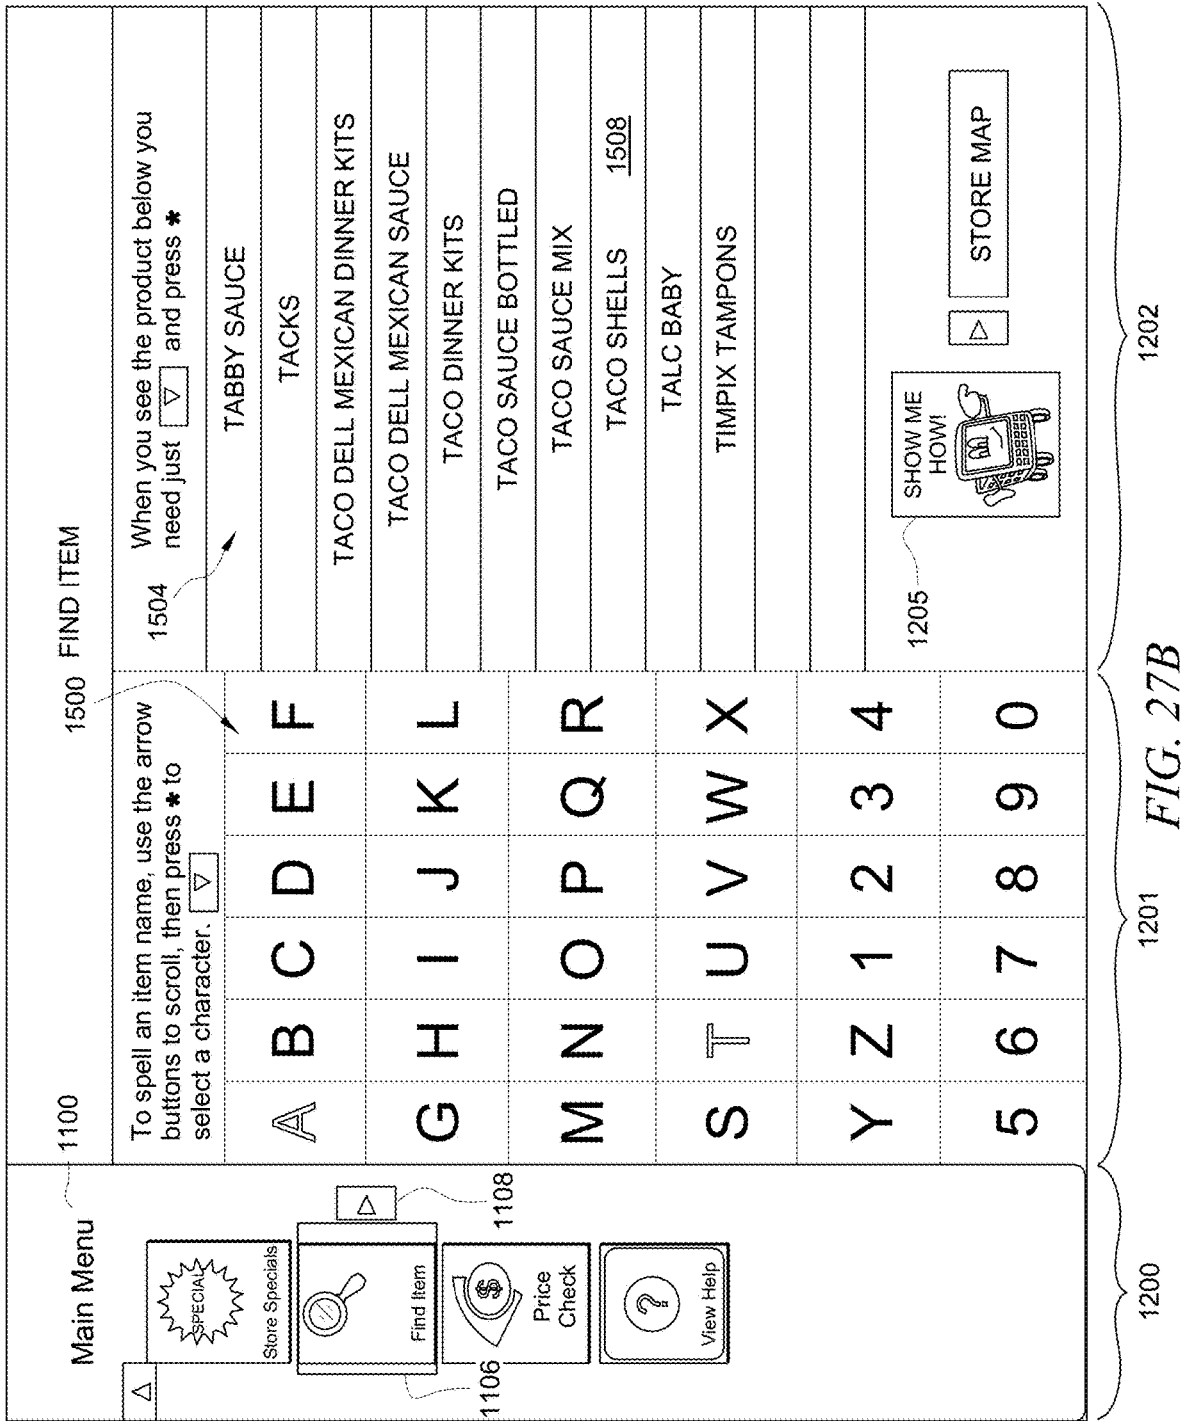 1100
1500 FIND ITEM
Main Menu
SPECIAL
Store Specials
Find Item
1106
1108
$
Price
Check
?
View Help
To spell an item name, use the arrow
buttons to scroll, then press * to
select a character.
A B C D E F
G H I J K L
M N O P Q R
S T U V W X
Y Z 1 2 3 4
5 6 7 8 9 0
1504
When you see the product below you
need just and press *
TABBY SAUCE
TACKS
TACO DELL MEXICAN DINNER KITS
TACO DELL MEXICAN SAUCE
TACO DINNER KITS
TACO SAUCE BOTTLED
TACO SAUCE MIX
TACO SHELLS 1508
TALC BABY
TIMPIX TAMPONS
1205
SHOW ME
HOW!
STORE MAP
1200
1201
1202
FIG. 27B